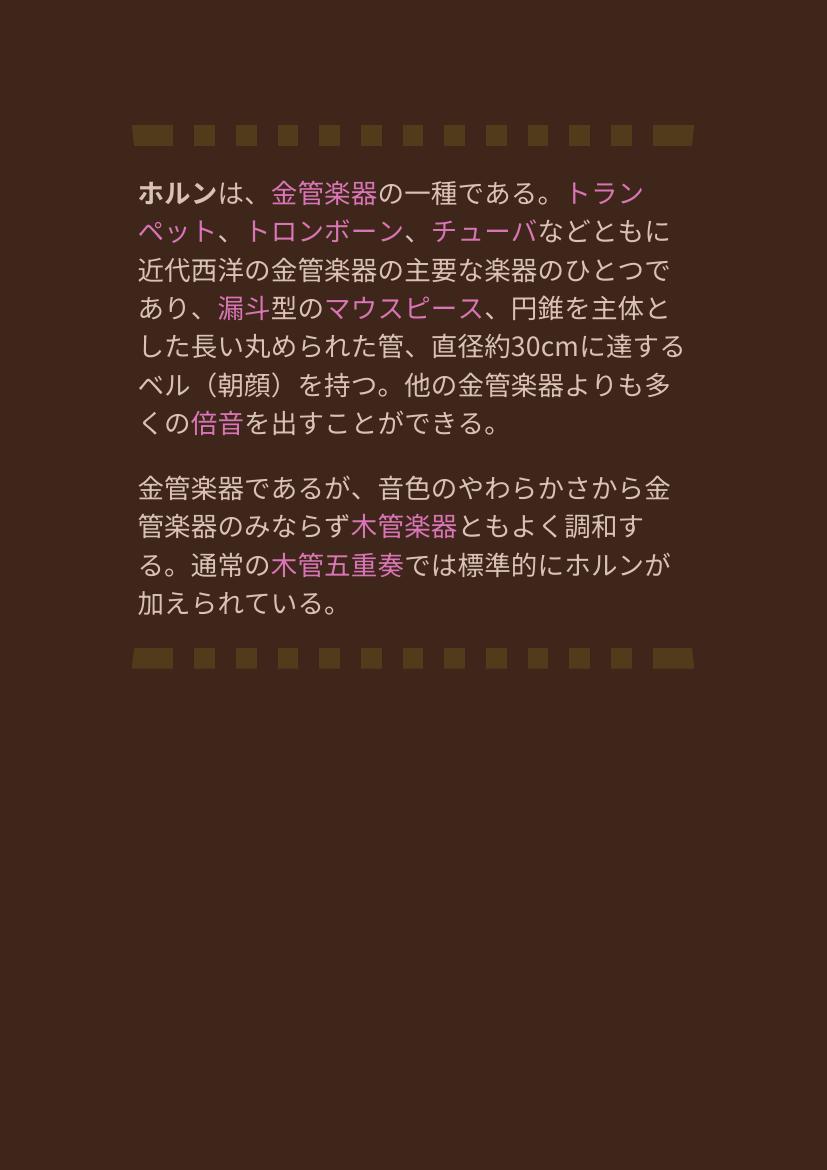 ホルンは、金管楽器の一種である。トラン
ペット、トロンボーン、チューバなどともに
近代西洋の金管楽器の主要な楽器のひとつで
あり、漏斗型のマウスピース、円錐を主体と
した長い丸められた管、直径約30cmに達する
ベル（朝顔）を持つ。他の金管楽器よりも多
くの倍音を出すことができる。
金管楽器であるが、音色のやわらかさから金
管楽器のみならず木管楽器ともよく調和す
る。通常の木管五重奏では標準的にホルンが
加えられている。